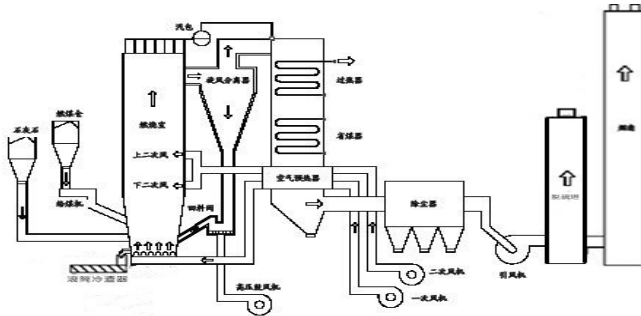 汽包
旋风分离器
过热器
燃煤仓
石灰石
燃烧室
省煤器
上二次风
空气预热器
下二次风
给煤机
回料阀
除尘器
脱硫塔
烟囱
二次风机
引风机
高压鼓风机
一次风机
滚筒冷渣器